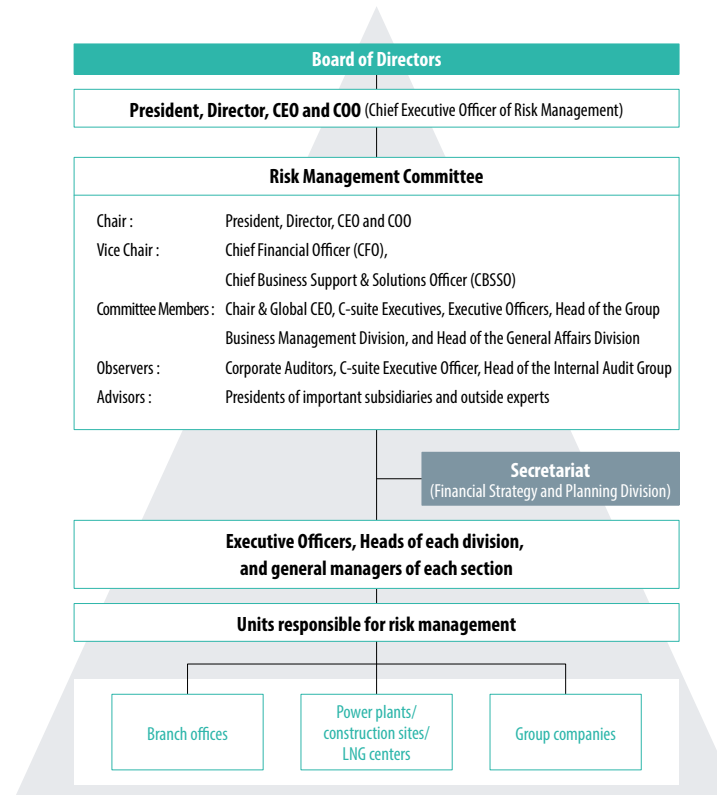 Board of Directors
President, Director, CEO and COO (Chief Executive Officer of Risk Management)
Risk Management Committee
Chair : President, Director, CEO and COO
Vice Chair : Chief Financial Officer (CFO),
Chief Business Support & Solutions Officer (CBSSO)
Committee Members : Chair & Global CEO, C-suite Executives, Executive Officers, Head of the Group
Business Management Division, and Head of the General Affairs Division
Observers : Corporate Auditors, C-suite Executive Officer, Head of the Internal Audit Group
Advisors : Presidents of important subsidiaries and outside experts
Secretariat
(Financial Strategy and Planning Division)
Executive Officers, Heads of each division,
and general managers of each section
Units responsible for risk management
Branch offices
Power plants/
construction sites/
LNG centers
Group companies